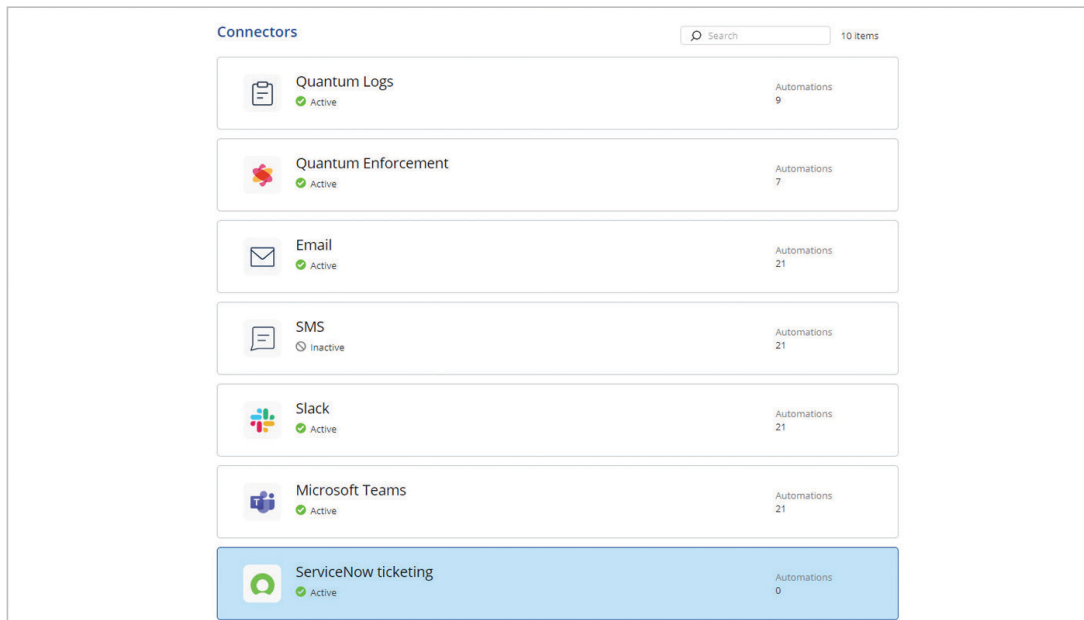 Connectors
Search
10 items
Quantum Logs
Active
Automations
9
Quantum Enforcement
Active
Automations
7
Email
Active
Automations
21
SMS
Inactive
Automations
21
Slack
Active
Automations
21
Microsoft Teams
Active
Automations
21
ServiceNow ticketing
Active
Automations
0